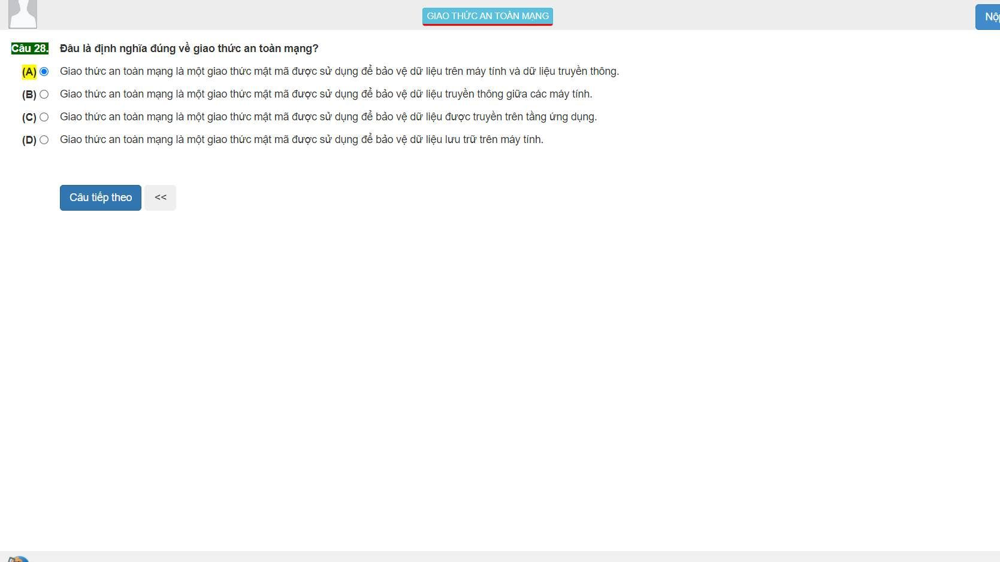 GIAO THỨC AN TOÀN MẠNG
Câu 28. Đâu là định nghĩa đúng về giao thức an toàn mạng?
(A) Giao thức an toàn mạng là một giao thức mật mã được sử dụng để bảo vệ dữ liệu trên máy tính và dữ liệu truyền thông.
(B) Giao thức an toàn mạng là một giao thức mật mã được sử dụng để bảo vệ dữ liệu truyền thông giữa các máy tính.
(C) Giao thức an toàn mạng là một giao thức mật mã được sử dụng để bảo vệ dữ liệu được truyền trên tầng ứng dụng.
(D) Giao thức an toàn mạng là một giao thức mật mã được sử dụng để bảo vệ dữ liệu lưu trữ trên máy tính.
Câu tiếp theo <<